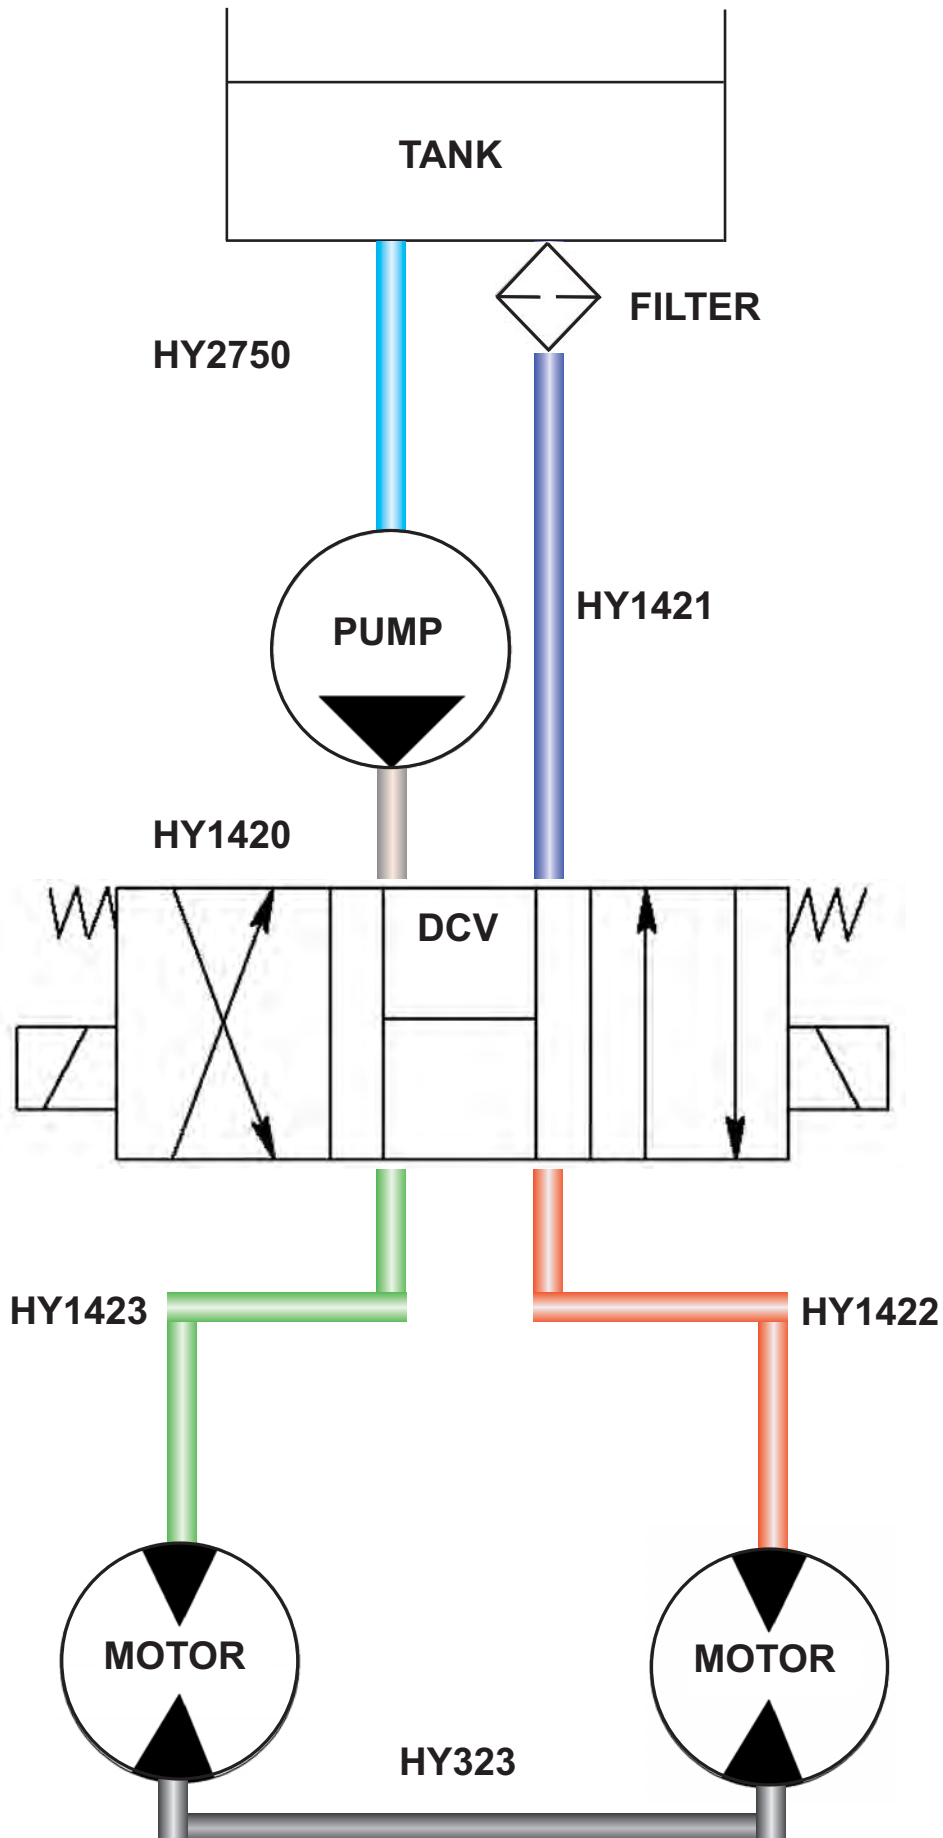 TANK
FILTER
HY2750
HY1421
PUMP
HY1420
DCV
HY1423
HY1422
MOTOR
MOTOR
HY323